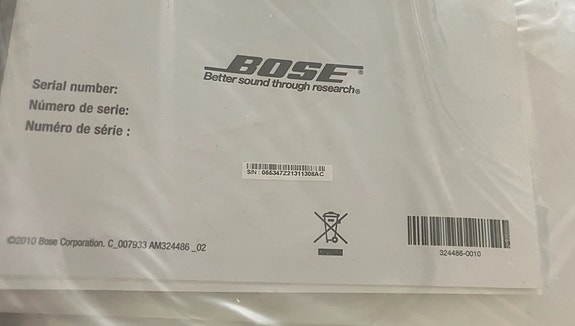 BOSE®
Better sound through research®
Serial number:
Número de serie:
Numéro de série :
S/N : 066347Z21311308AC
©2010 Bose Corporation. C_007933 AM324486 _02
324486-0010